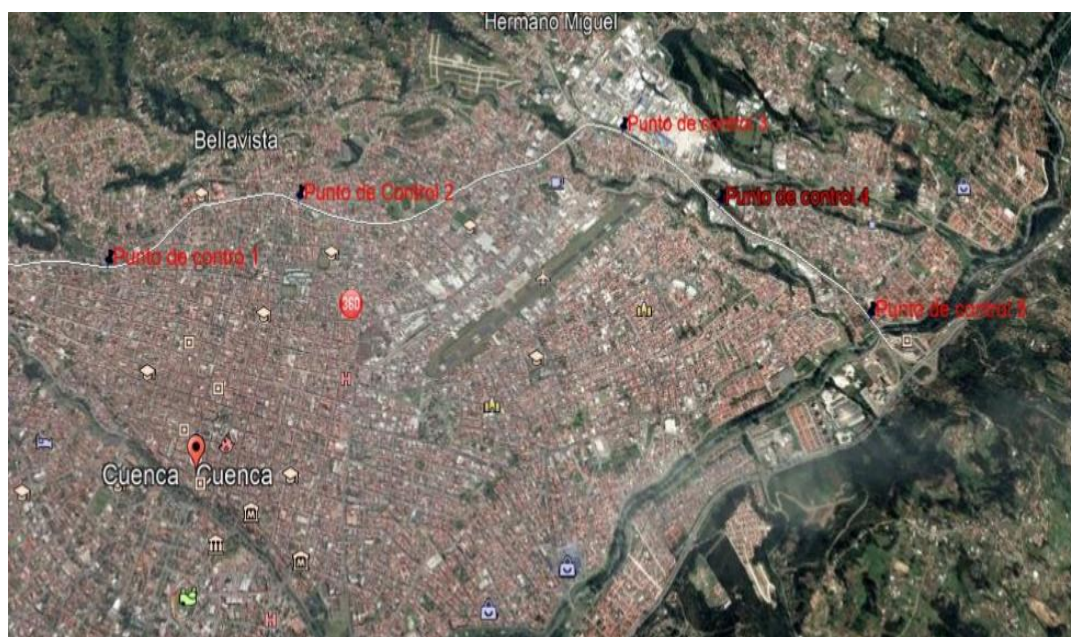 Hermano Miguel
Punto de control 3
Bellavista
Punto de Control 2
Punto de control 4
Punto de contro 1
360
Punto de control 5
H
Cuenca Cuenca
M
M
H